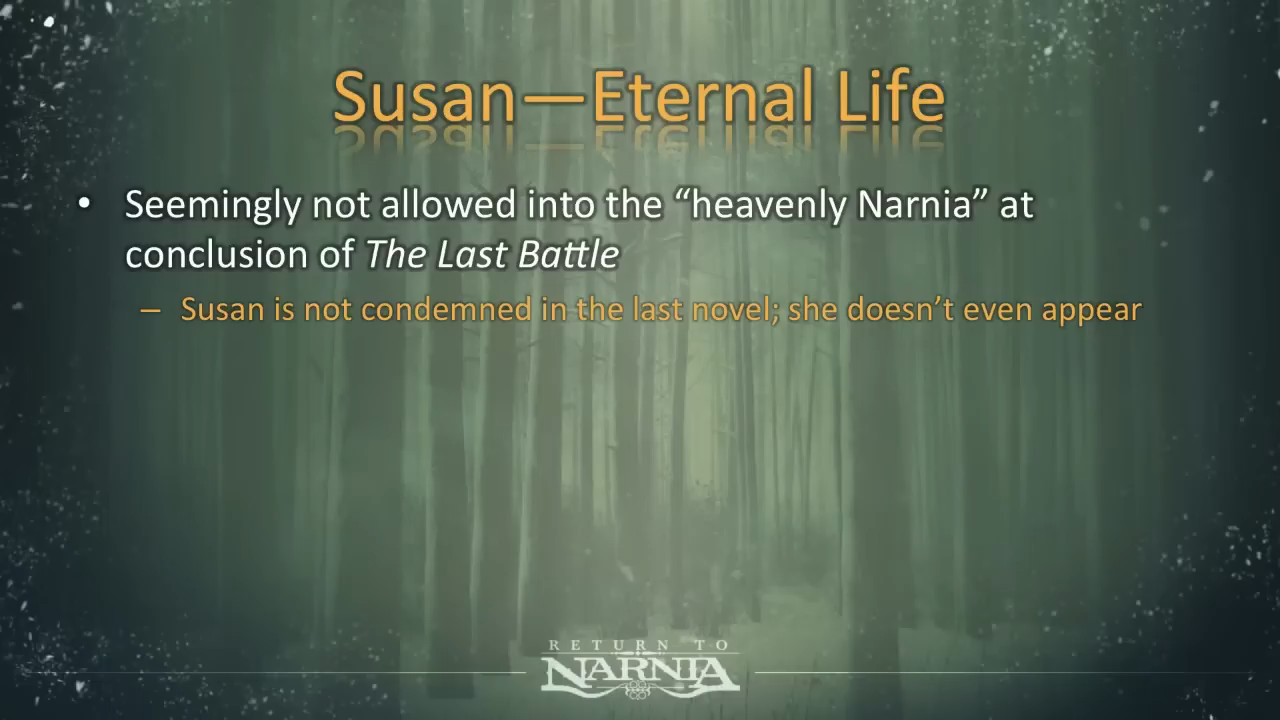 Susan—Eternal Life
• Seemingly not allowed into the “heavenly Narnia” at
conclusion of The Last Battle
– Susan is not condemned in the last novel; she doesn’t even appear
RETURN TO
NARNIA